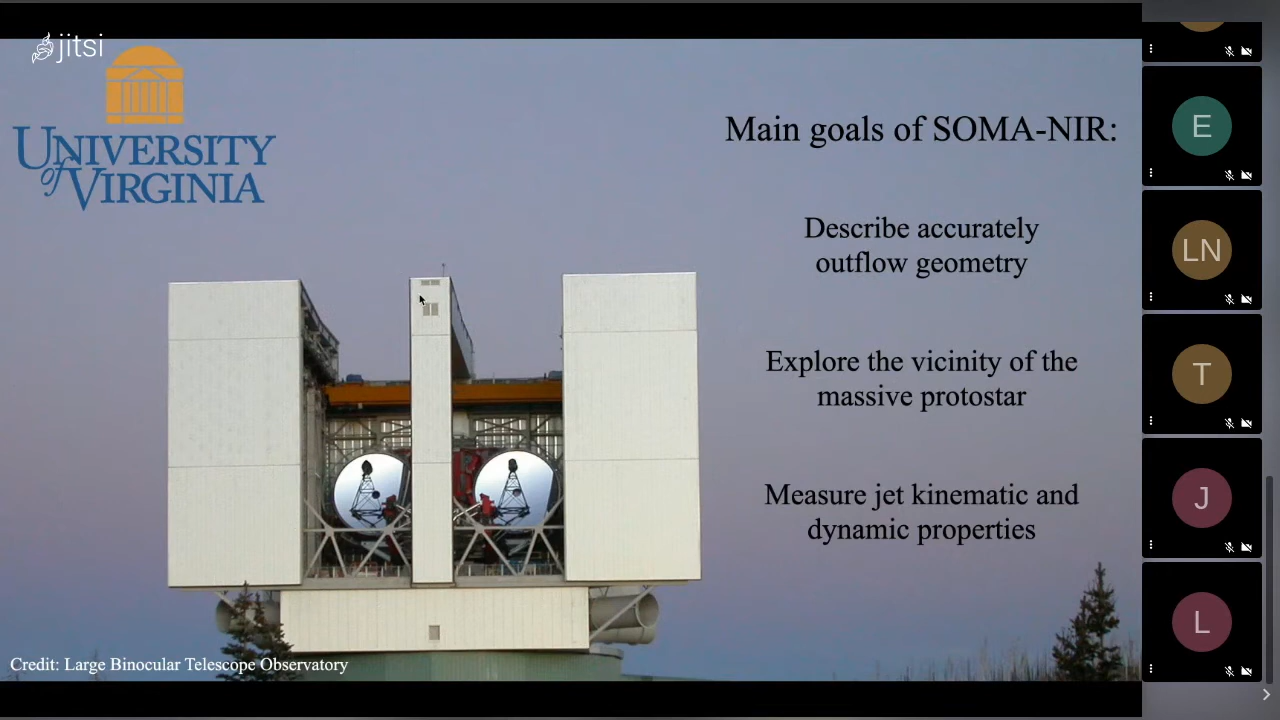 jitsi
UNIVERSITY
of VIRGINIA
Main goals of SOMA-NIR:
Describe accurately
outflow geometry
Explore the vicinity of the
massive protostar
Measure jet kinematic and
dynamic properties
Credit: Large Binocular Telescope Observatory
E
LN
T
J
L